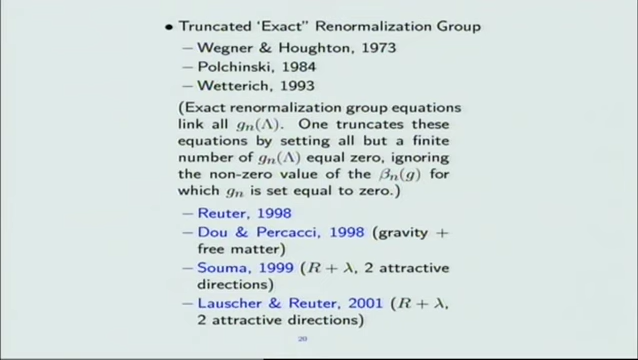 • Truncated ‘Exact” Renormalization Group
– Wegner & Houghton, 1973
– Polchinski, 1984
– Wetterich, 1993
(Exact renormalization group equations
link all gₙ(Λ). One truncates these
equations by setting all but a finite
number of gₙ(Λ) equal zero, ignoring
the non-zero value of the βₙ(g) for
which gₙ is set equal to zero.)
– Reuter, 1998
– Dou & Percacci, 1998 (gravity +
free matter)
– Souma, 1999 (R + λ, 2 attractive
directions)
– Lauscher & Reuter, 2001 (R + λ,
2 attractive directions)
20